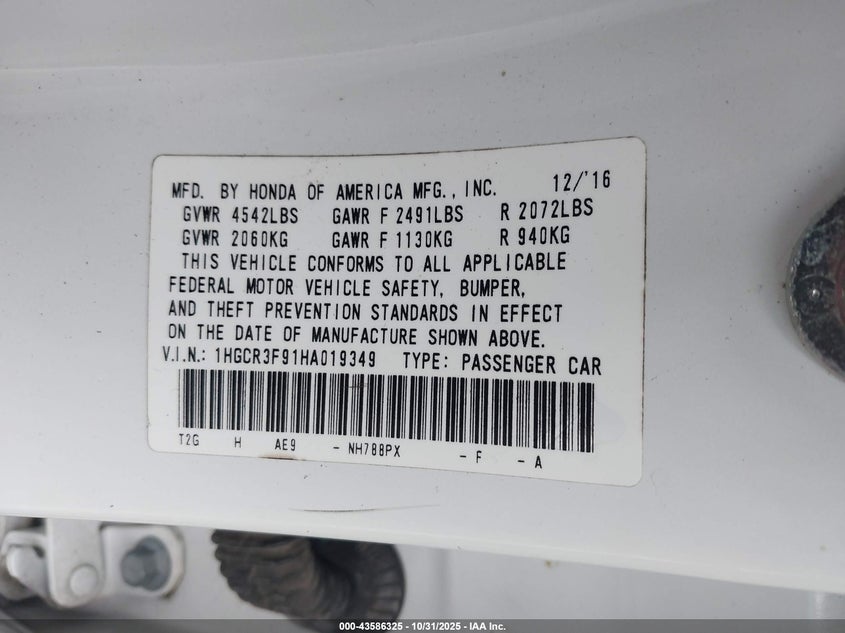 MFD. BY HONDA OF AMERICA MFG., INC. 12/'16
GVWR 4542LBS GAWR F 2491LBS R 2072LBS
GVWR 2060KG GAWR F 1130KG R 940KG
THIS VEHICLE CONFORMS TO ALL APPLICABLE
FEDERAL MOTOR VEHICLE SAFETY, BUMPER,
AND THEFT PREVENTION STANDARDS IN EFFECT
ON THE DATE OF MANUFACTURE SHOWN ABOVE.
V.I.N.: 1HGCR3F91HA019349 TYPE: PASSENGER CAR
T2G H AE9 - NH788PX - F - A
000-43586325 | 10/31/2025 | IAA Inc.